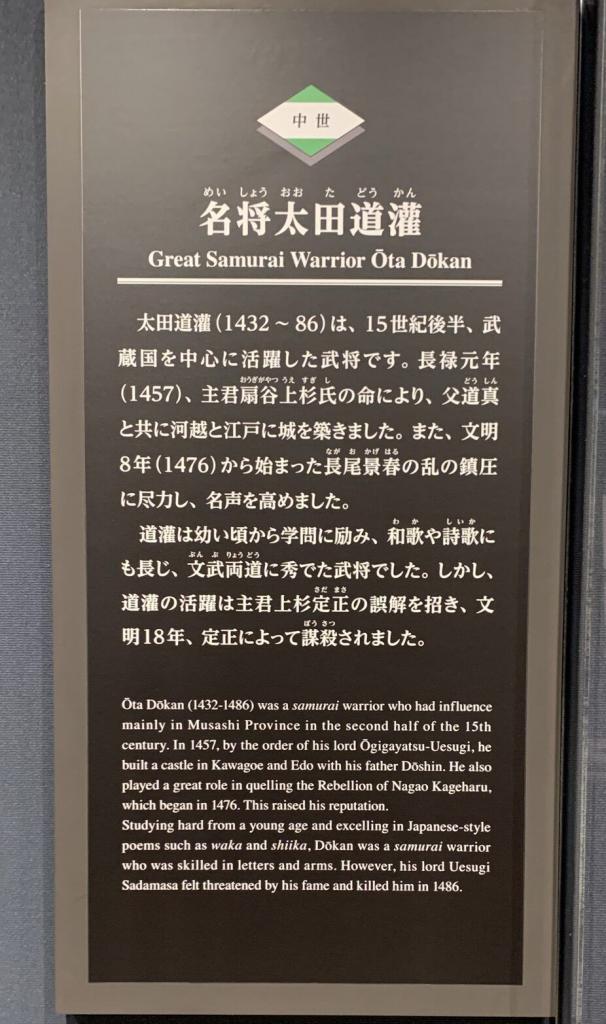 中世
めいしょうおおたどうかん
名将太田道灌
Great Samurai Warrior Ōta Dōkan
太田道灌(1432～86)は、15世紀後半、武
蔵国を中心に活躍した武将です。長禄元年
おうぎがやつうえすぎし どうしん
(1457)、主君扇谷上杉氏の命により、父道真
と共に河越と江戸に城を築きました。また、文明
ながおかげはる
8年(1476)から始まった長尾景春の乱の鎮圧
に尽力し、名声を高めました。
わか しいか
道灌は幼い頃から学問に励み、和歌や詩歌に
ぶんぶりょうどう
も長じ、文武両道に秀でた武将でした。しかし、
さだまさ
道灌の活躍は主君上杉定正の誤解を招き、文
ぼうさつ
明18年、定正によって謀殺されました。
Ōta Dōkan (1432-1486) was a samurai warrior who had influence
mainly in Musashi Province in the second half of the 15th
century. In 1457, by the order of his lord Ōgigayatsu-Uesugi, he
built a castle in Kawagoe and Edo with his father Dōshin. He also
played a great role in quelling the Rebellion of Nagao Kageharu,
which began in 1476. This raised his reputation.
Studying hard from a young age and excelling in Japanese-style
poems such as waka and shiika, Dōkan was a samurai warrior
who was skilled in letters and arms. However, his lord Uesugi
Sadamasa felt threatened by his fame and killed him in 1486.